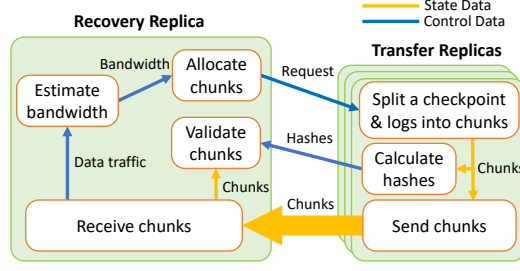 Recovery Replica
State Data
Control Data
Transfer Replicas
Bandwidth
Allocate
chunks
Request
Estimate
bandwidth
Split a checkpoint
& logs into chunks
Validate
chunks
Hashes
Calculate
hashes
Chunks
Data traffic
Chunks
Chunks
Receive chunks
Send chunks